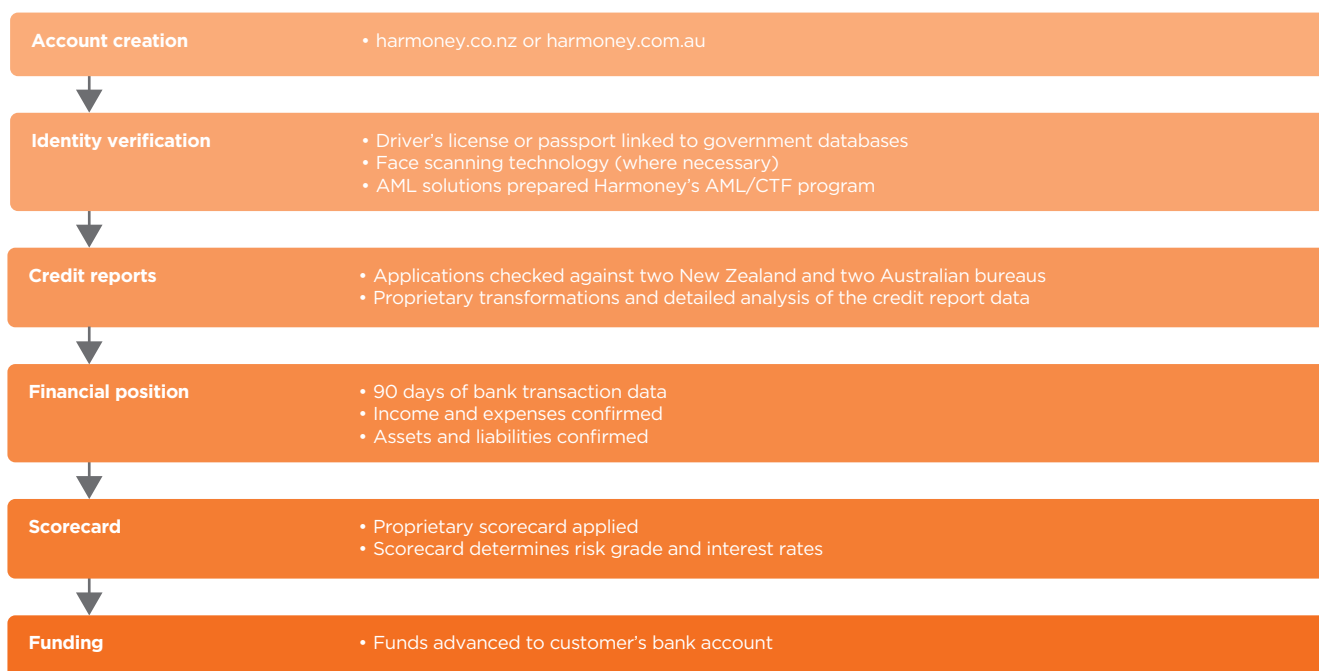 Account creation
• harmoney.co.nz or harmoney.com.au
Identity verification
• Driver’s license or passport linked to government databases
• Face scanning technology (where necessary)
• AML solutions prepared Harmoney’s AML/CTF program
Credit reports
• Applications checked against two New Zealand and two Australian bureaus
• Proprietary transformations and detailed analysis of the credit report data
Financial position
• 90 days of bank transaction data
• Income and expenses confirmed
• Assets and liabilities confirmed
Scorecard
• Proprietary scorecard applied
• Scorecard determines risk grade and interest rates
Funding
• Funds advanced to customer’s bank account